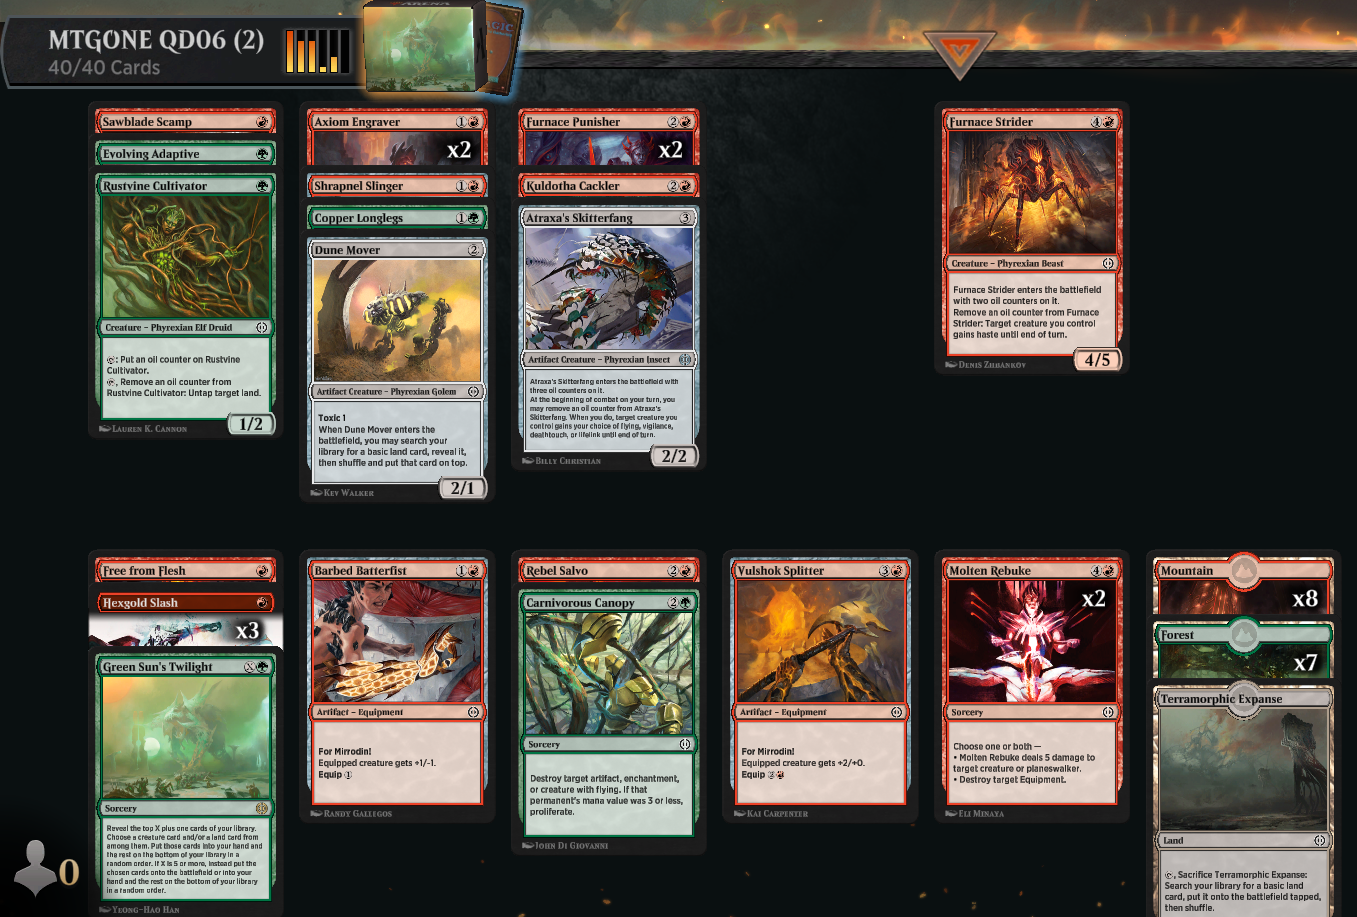 MTGONE QD06 (2)
40/40 Cards
Sawblade Scamp
Evolving Adaptive
Rustvine Cultivator
Creature – Phyrexian Elf Druid
: Put an oil counter on Rustvine
Cultivator.
, Remove an oil counter from
Rustvine Cultivator: Untap target land.
1/2
Lauren K. Cannon
Axiom Engraver 1
x2
Shrapnel Slinger 1
Copper Longlegs 1
Dune Mover 2
Artifact Creature – Phyrexian Golem
Toxic 1
When Dune Mover enters the
battlefield, you may search your
library for a basic land card, reveal it,
then shuffle and put that card on top.
2/1
Kev Walker
Furnace Punisher 2
x2
Kuldotha Cackler 2
Atraxa's Skitterfang 3
Artifact Creature – Phyrexian Insect
Atraxa's Skitterfang enters the battlefield with
three oil counters on it.
At the beginning of combat on your turn, you
may remove an oil counter from Atraxa's
Skitterfang. When you do, target creature you
control gains your choice of flying, vigilance,
deathtouch, or lifelink until end of turn.
2/2
Billy Christian
Furnace Strider 4
Creature – Phyrexian Beast
Furnace Strider enters the battlefield
with two oil counters on it.
Remove an oil counter from Furnace
Strider: Target creature you control
gains haste until end of turn.
4/5
Denis Zhbankov
Free from Flesh
Hexgold Slash
x3
Green Sun's Twilight X
Sorcery
Reveal the top X plus one cards of your library.
Choose a creature card and/or a land card from
among them. Put those cards into your hand and
the rest on the bottom of your library in a
random order. If X is 5 or more, instead put the
chosen cards onto the battlefield or into your
hand and the rest on the bottom of your library
in a random order.
Yeong-Hao Han
Barbed Batterfist 1
Artifact – Equipment
For Mirrodin!
Equipped creature gets +1/-1.
Equip 1
Randy Gallegos
Rebel Salvo 2
Carnivorous Canopy 2
Sorcery
Destroy target artifact, enchantment,
or creature with flying. If that
permanent's mana value was 3 or less,
proliferate.
John Di Giovanni
Vulshok Splitter 3
Artifact – Equipment
For Mirrodin!
Equipped creature gets +2/+0.
Equip 2
Kai Carpenter
Molten Rebuke 4
x2
Sorcery
Choose one or both —
• Molten Rebuke deals 5 damage to
target creature or planeswalker.
• Destroy target Equipment.
Eli Minaya
Mountain
x8
Forest
x7
Terramorphic Expanse
Land
, Sacrifice Terramorphic Expanse:
Search your library for a basic land
card, put it onto the battlefield tapped,
then shuffle.
0